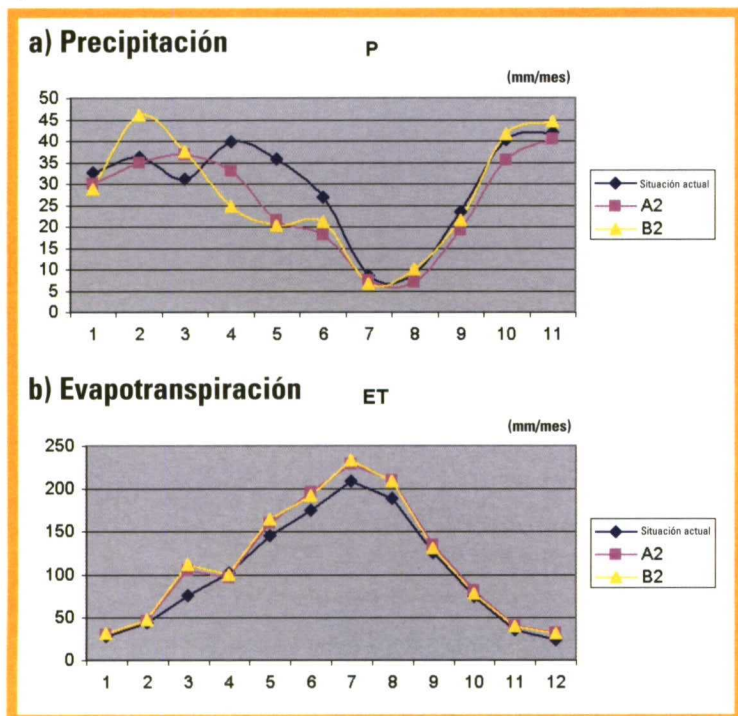 a) Precipitación
P
(mm/mes)
50
45
40
35
30
25
20
15
10
5
0
1 2 3 4 5 6 7 8 9 10 11
Situación actual
A2
B2
b) Evapotranspiración
ET
(mm/mes)
250
200
150
100
50
0
1 2 3 4 5 6 7 8 9 10 11 12
Situación actual
A2
B2